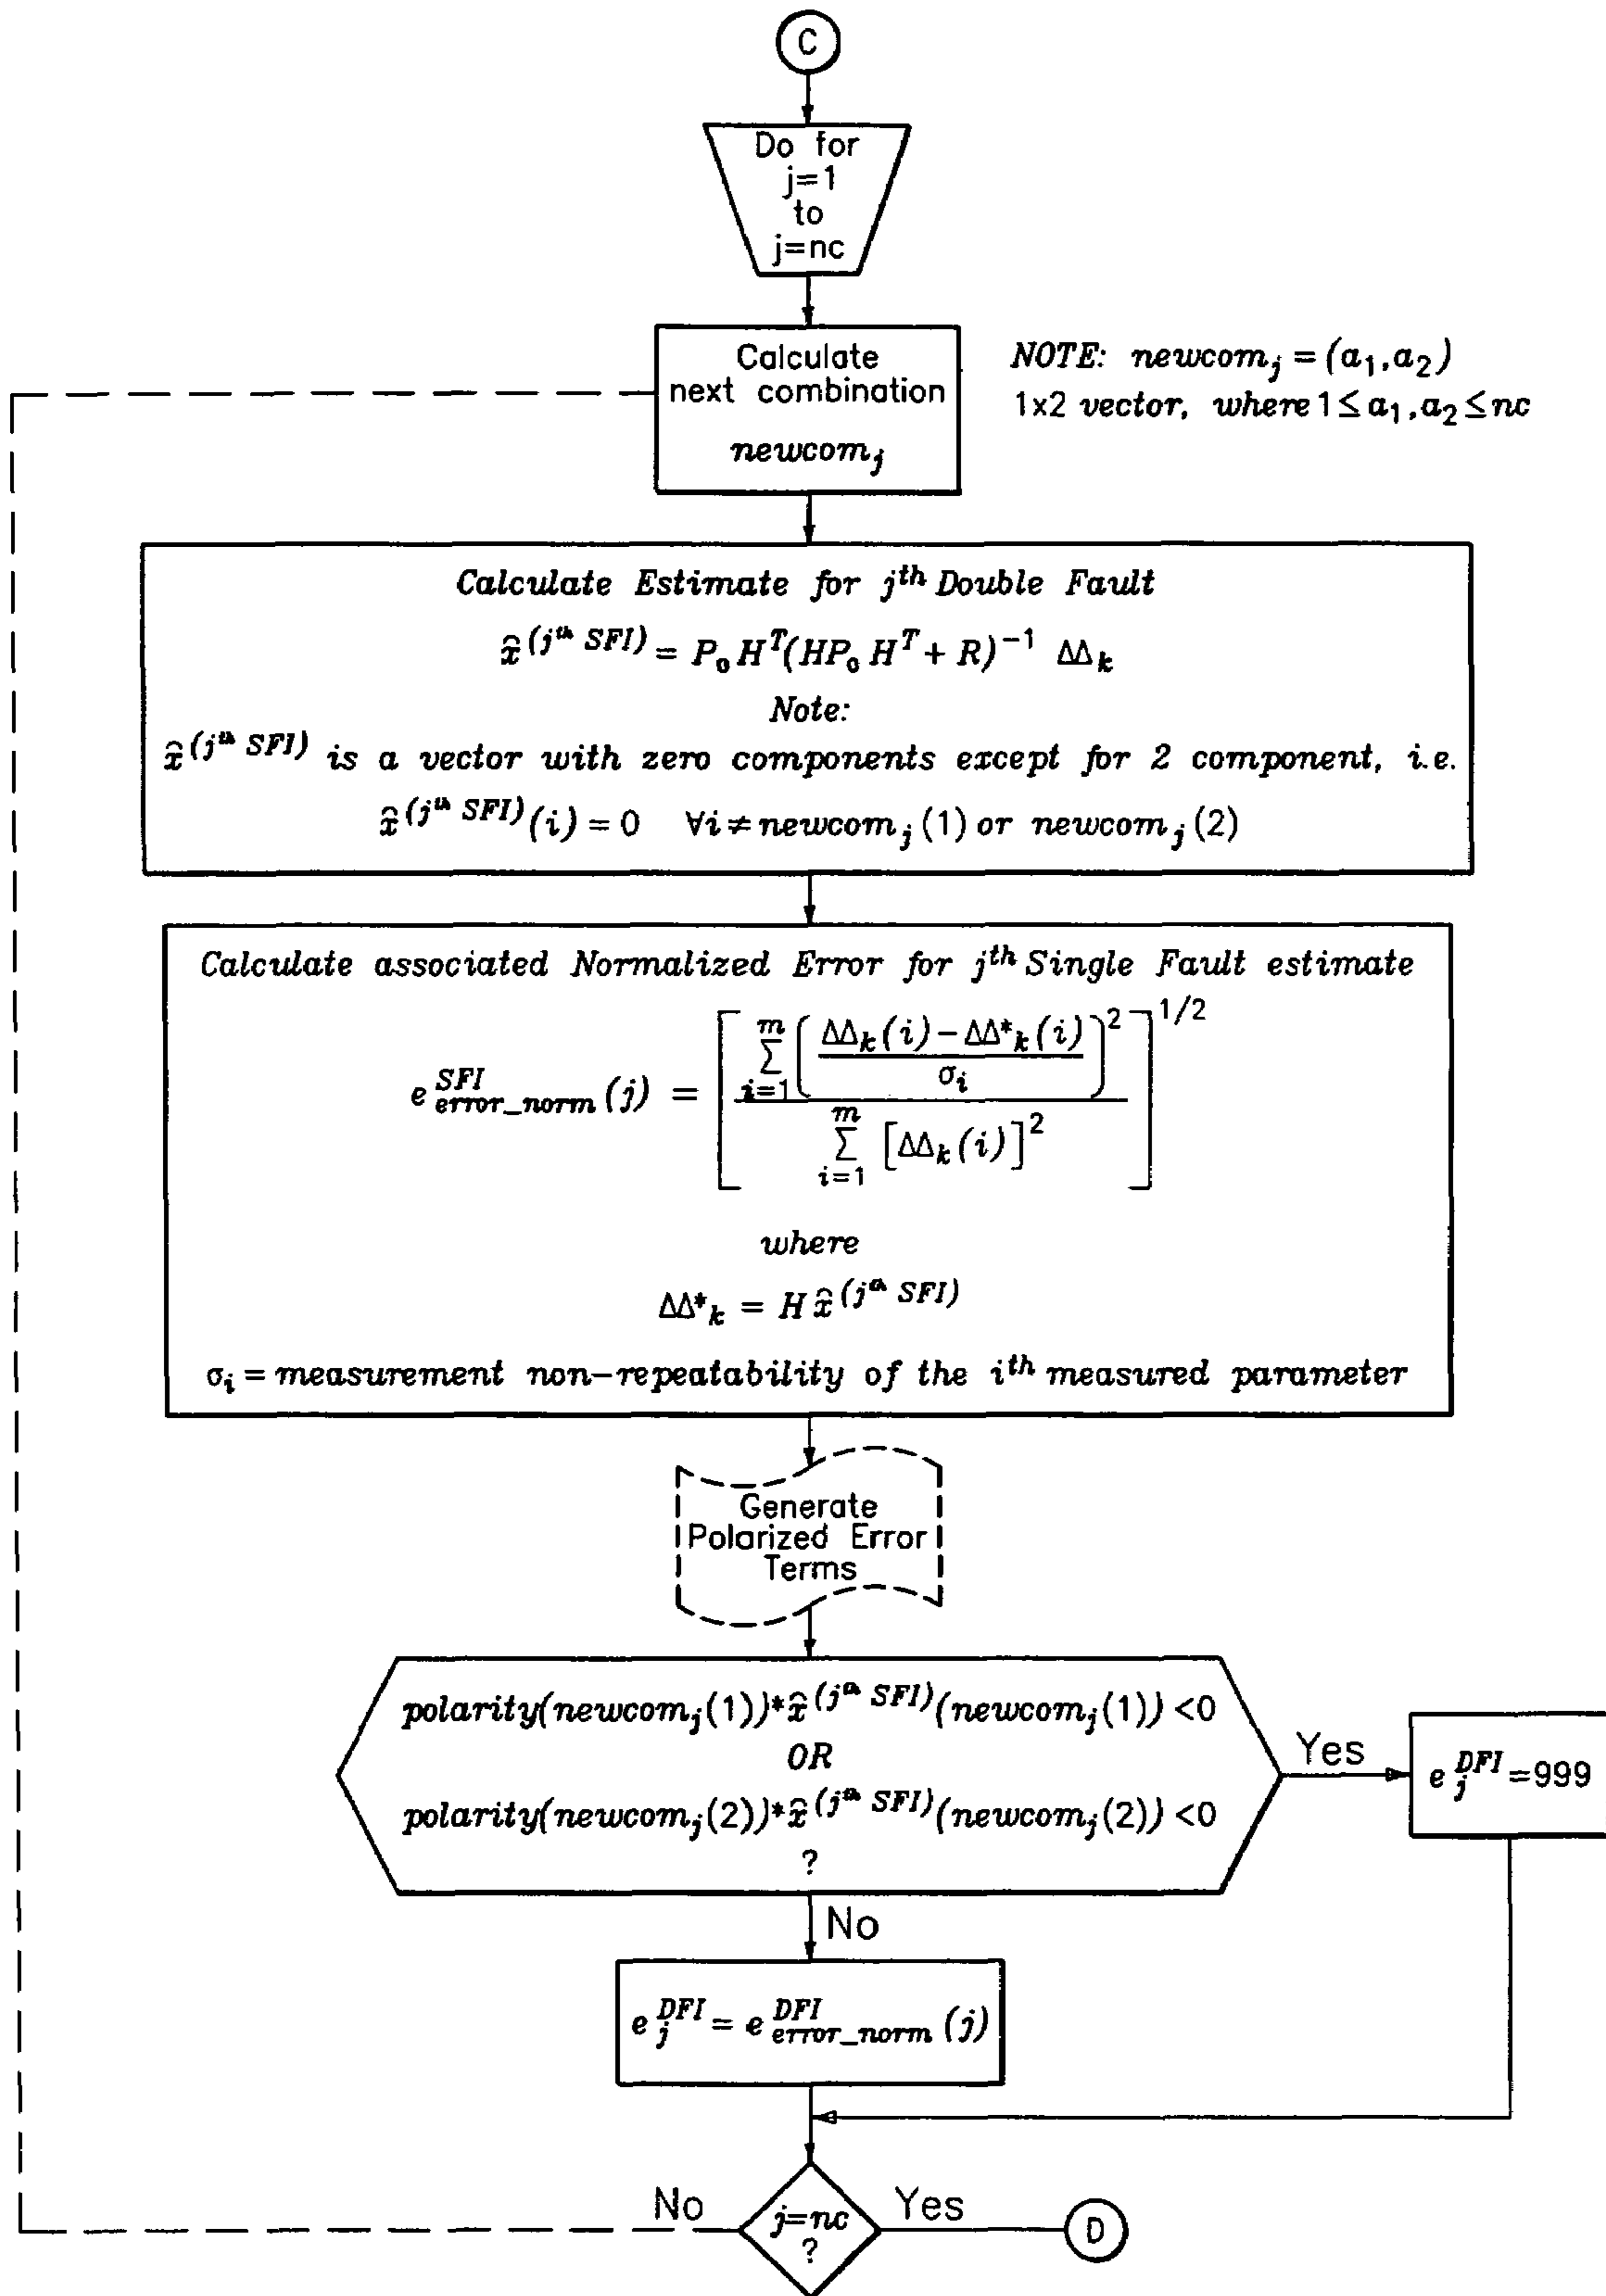 C
Do for
j=1
to
j=nc
Calculate
next combination
newcom_j
NOTE: newcom_j = (a_1,a_2)
1x2 vector, where 1≤a_1,a_2≤nc
Calculate Estimate for j^th Double Fault
x̂^(j^th SFI) = P_0 H^T(HP_0 H^T + R)^−1 ΔΔ_k
Note:
x̂^(j^th SFI) is a vector with zero components except for 2 component, i.e.
x̂^(j^th SFI)(i) = 0 ∀i ≠ newcom_j(1) or newcom_j(2)
Calculate associated Normalized Error for j^th Single Fault estimate
e^SFI_error_norm(j) = [ Σ_{i=1}^m ( (ΔΔ_k(i) − ΔΔ*_k(i)) / σ_i )^2 / Σ_{i=1}^m [ΔΔ_k(i)]^2 ]^1/2
where
ΔΔ*_k = H x̂^(j^th SFI)
σ_i = measurement non-repeatability of the i^th measured parameter
Generate
Polarized Error
Terms
polarity(newcom_j(1))*x̂^(j^th SFI)(newcom_j(1)) <0
OR
polarity(newcom_j(2))*x̂^(j^th SFI)(newcom_j(2)) <0
?
Yes
e_j^DFI =999
No
e_j^DFI = e^DFI_error_norm(j)
No
j=nc
?
Yes
D